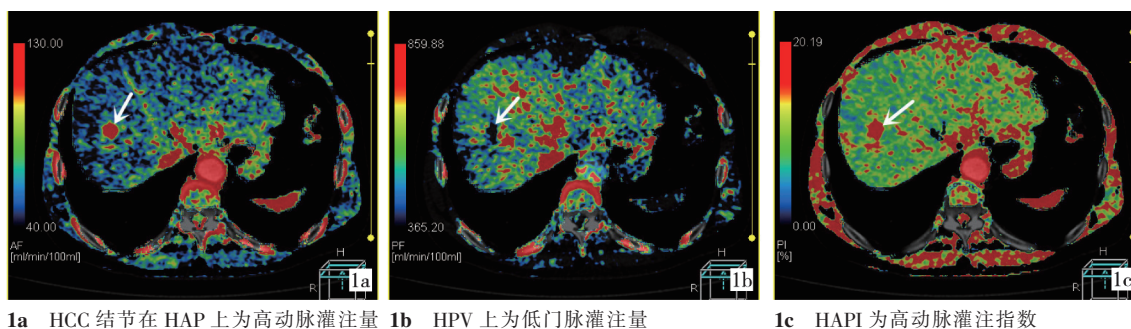 130.00
40.00
AF
[ml/min/100ml]
H
R
1a
859.88
365.20
PF
[ml/min/100ml]
H
R
1b
20.19
0.00
PI
[%]
H
R
1c
1a HCC 结节在 HAP 上为高动脉灌注量 1b HPV 上为低门脉灌注量 1c HAPI 为高动脉灌注指数